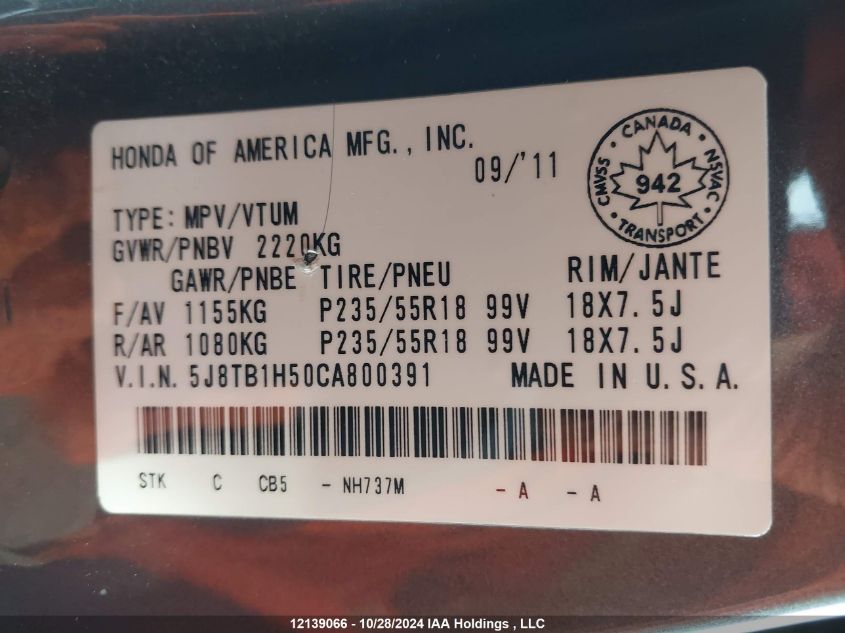 HONDA OF AMERICA MFG., INC.
09/'11
CANADA
CMVSS
NSVAC
942
TRANSPORT
TYPE: MPV/VTUM
GVWR/PNBV 2220KG
GAWR/PNBE TIRE/PNEU RIM/JANTE
F/AV 1155KG P235/55R18 99V 18X7.5J
R/AR 1080KG P235/55R18 99V 18X7.5J
V.I.N. 5J8TB1H50CA800391 MADE IN U.S.A.
STK C CB5 - NH737M - A - A
12139066 - 10/28/2024 IAA Holdings , LLC